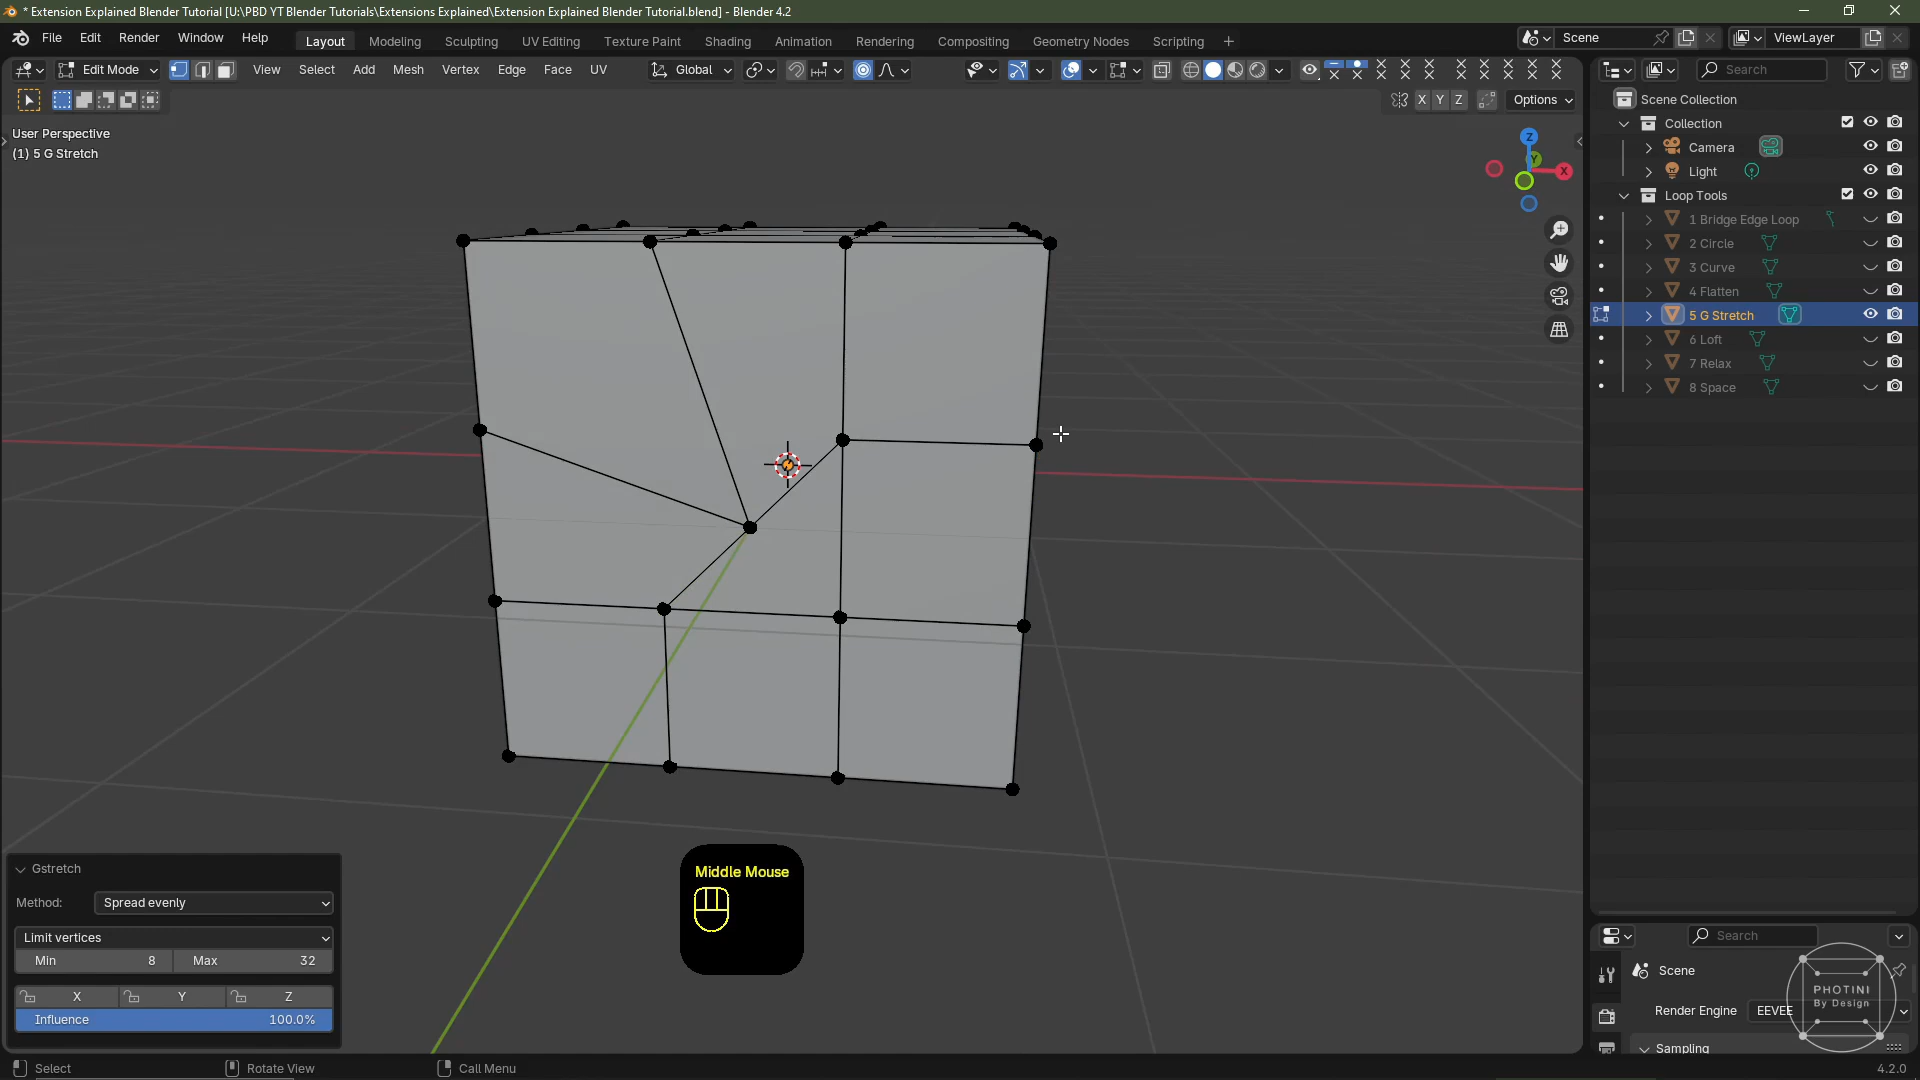 * Extension Explained Blender Tutorial [U:\PBD YT Blender Tutorials\Extensions Explained\Extension Explained Blender Tutorial.blend] - Blender 4.2
File Edit Render Window Help
Layout Modeling Sculpting UV Editing Texture Paint Shading Animation Rendering Compositing Geometry Nodes Scripting +
Scene
ViewLayer
Edit Mode
View Select Add Mesh Vertex Edge Face UV
Global
Search
X Y Z
Options
User Perspective
(1) 5 G Stretch
Z
Y
X
Scene Collection
Collection
Camera
Light
Loop Tools
1 Bridge Edge Loop
2 Circle
3 Curve
4 Flatten
5 G Stretch
6 Loft
7 Relax
8 Space
Gstretch
Method: Spread evenly
Limit vertices
Min 8 Max 32
X Y Z
Influence 100.0%
Middle Mouse
Search
Scene
Render Engine EEVEE
Sampling
PHOTINI
By Design
Select Rotate View Call Menu
4.2.0